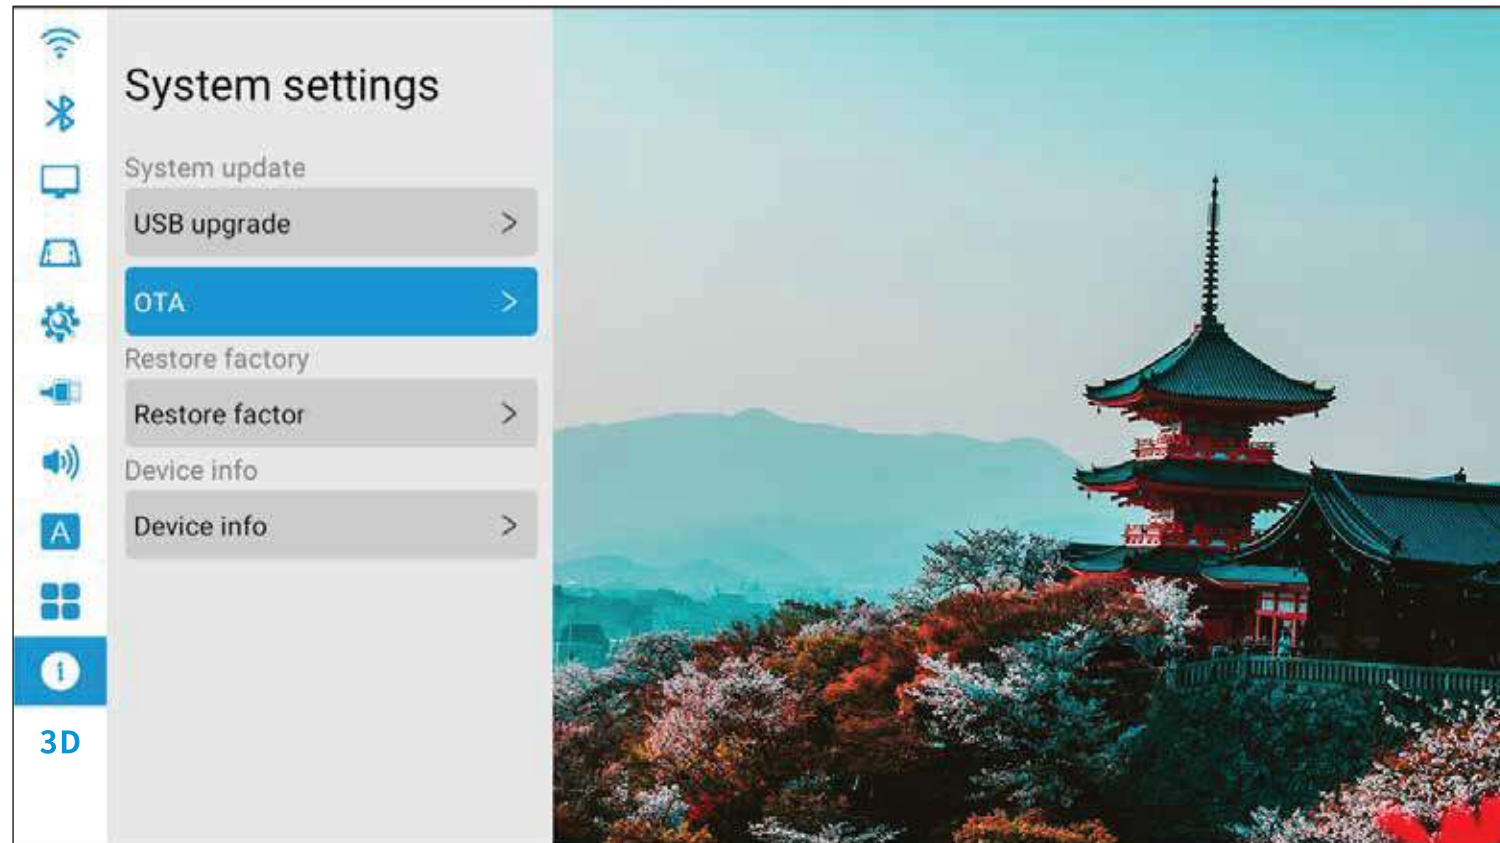 System settings
System update
USB upgrade
OTA
Restore factory
Restore factor
Device info
Device info
A
3D